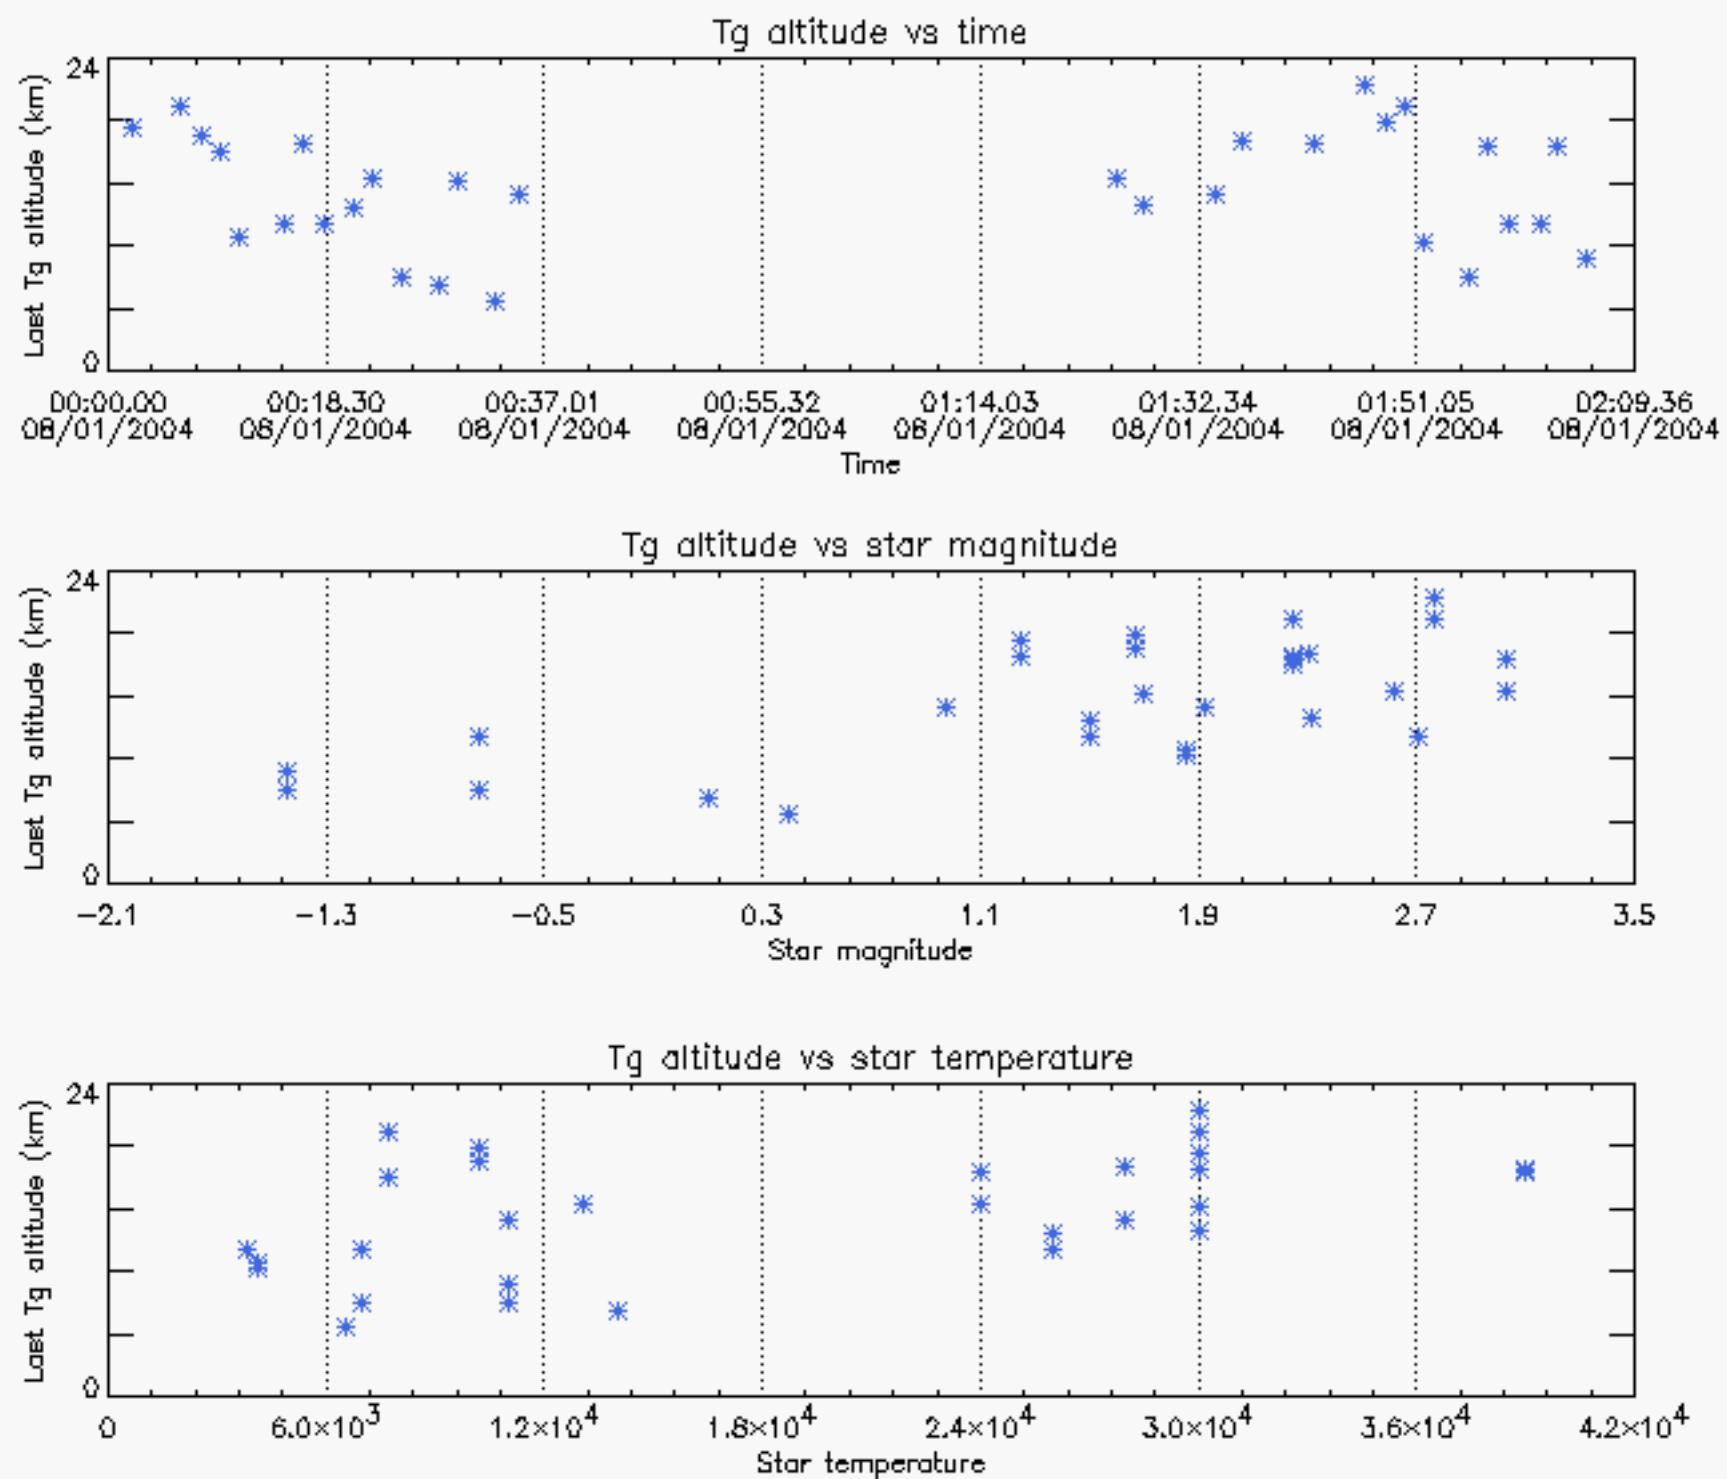 Tg altitude vs time
24
Last Tg altitude (km)
0
00:00.00 00:18.30 00:37.01 00:55.32 01:14.03 01:32.34 01:51.05 02:09.36
08/01/2004 08/01/2004 08/01/2004 08/01/2004 08/01/2004 08/01/2004 08/01/2004 08/01/2004
Time
Tg altitude vs star magnitude
24
Last Tg altitude (km)
0
−2.1 −1.3 −0.5 0.3 1.1 1.9 2.7 3.5
Star magnitude
Tg altitude vs star temperature
24
Last Tg altitude (km)
0
0 6.0×10³ 1.2×10⁴ 1.8×10⁴ 2.4×10⁴ 3.0×10⁴ 3.6×10⁴ 4.2×10⁴
Star temperature